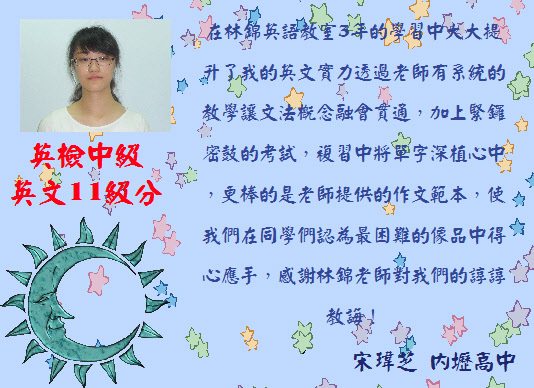 在林錦英語教室3年的學習中大大提
升了我的英文實力透過老師有系統的
教學讓文法概念融會貫通，加上緊鑼
密鼓的考試，複習中將單字深植心中
，更棒的是老師提供的作文範本，使
我們在同學們認為最困難的傢品中得
心應手，感謝林錦老師對我們的諄諄
教誨！
英檢中級
英文11級分
宋瑋芝 內壢高中